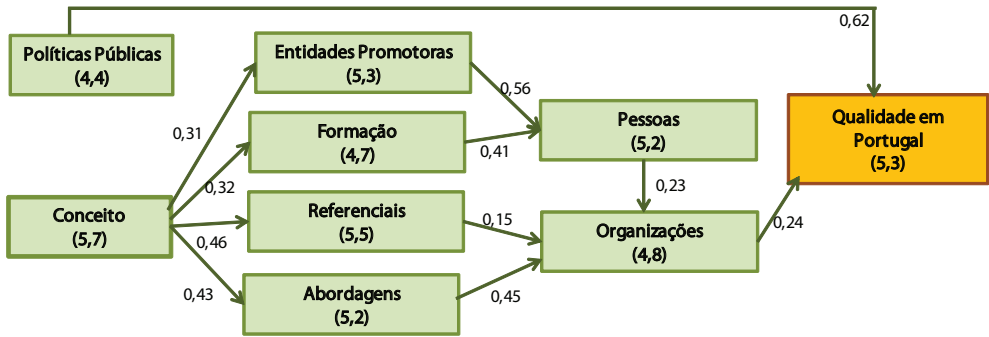 0,62
Políticas Públicas
(4,4)
Entidades Promotoras
(5,3)
0,56
Qualidade em
Portugal
(5,3)
0,31
Formação
(4,7)
0,41
Pessoas
(5,2)
0,32
0,23
Conceito
(5,7)
Referenciais
(5,5)
0,15
Organizações
(4,8)
0,24
0,46
0,43
Abordagens
(5,2)
0,45